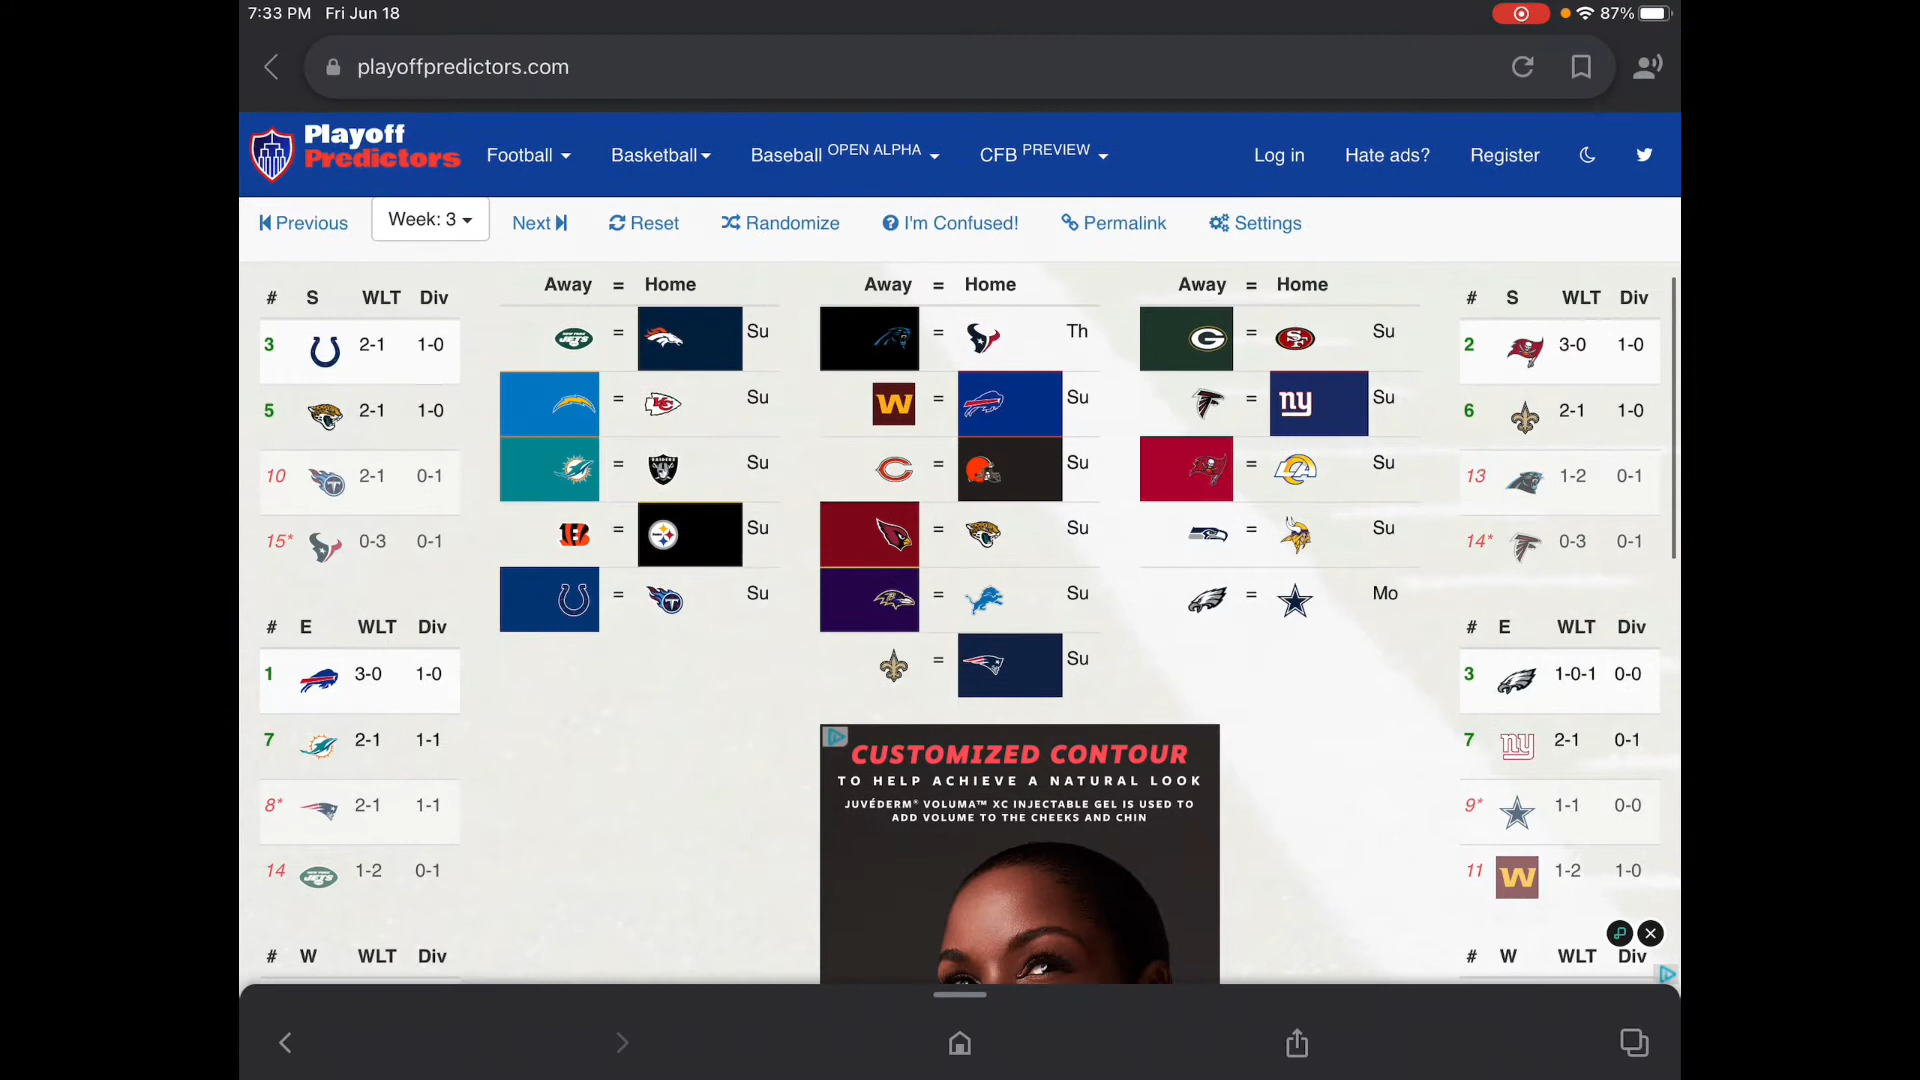 7:33 PM Fri Jun 18
87%
playoffpredictors.com
Playoff
Predictors
Football
Basketball
Baseball OPEN ALPHA
CFB PREVIEW
Log in
Hate ads?
Register
Previous
Week: 3
Next
Reset
Randomize
I'm Confused!
Permalink
Settings
# S WLT Div
3 2-1 1-0
5 2-1 1-0
10 2-1 0-1
15* 0-3 0-1
# E WLT Div
1 3-0 1-0
7 2-1 1-1
8* 2-1 1-1
14 JETS 1-2 0-1
# W WLT Div
Away = Home
JETS = Su
= KC Su
= RAIDERS Su
= Su
= Su
Away = Home
= Th
W = Su
C = Su
= Su
= Su
= Su
Away = Home
G = SF Su
= ny Su
= LA Su
= Su
= Mo
CUSTOMIZED CONTOUR
TO HELP ACHIEVE A NATURAL LOOK
JUVÉDERM® VOLUMA™ XC INJECTABLE GEL IS USED TO
ADD VOLUME TO THE CHEEKS AND CHIN
# S WLT Div
2 3-0 1-0
6 2-1 1-0
13 1-2 0-1
14* 0-3 0-1
# E WLT Div
3 1-0-1 0-0
7 ny 2-1 0-1
9* 1-1 0-0
11 W 1-2 1-0
# W WLT Div